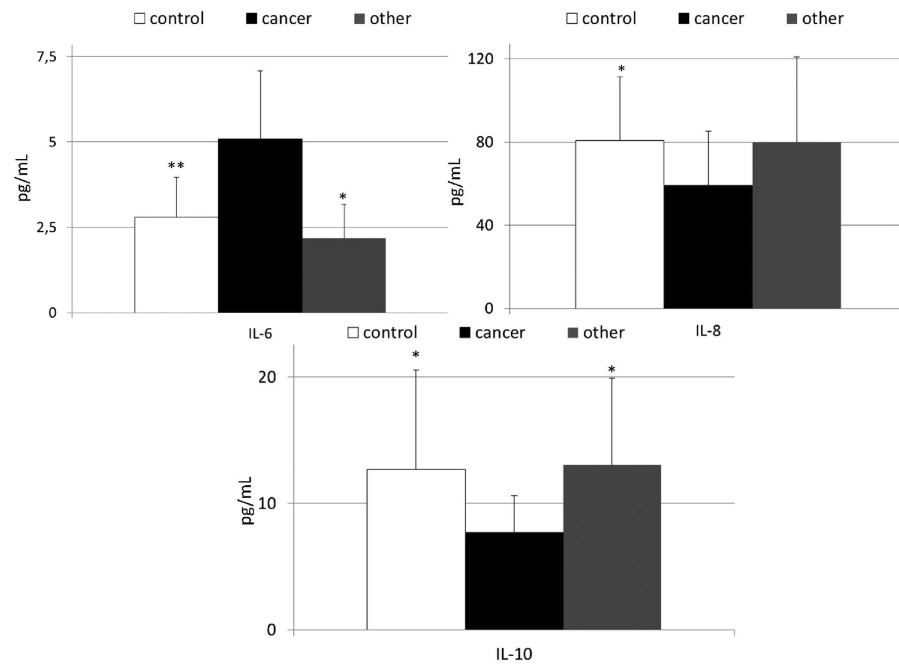 control cancer other
7,5
5
2,5
0
pg/mL
**
*
IL-6
control cancer other
120
80
40
0
pg/mL
*
IL-8
control cancer other
20
10
0
pg/mL
*
*
IL-10